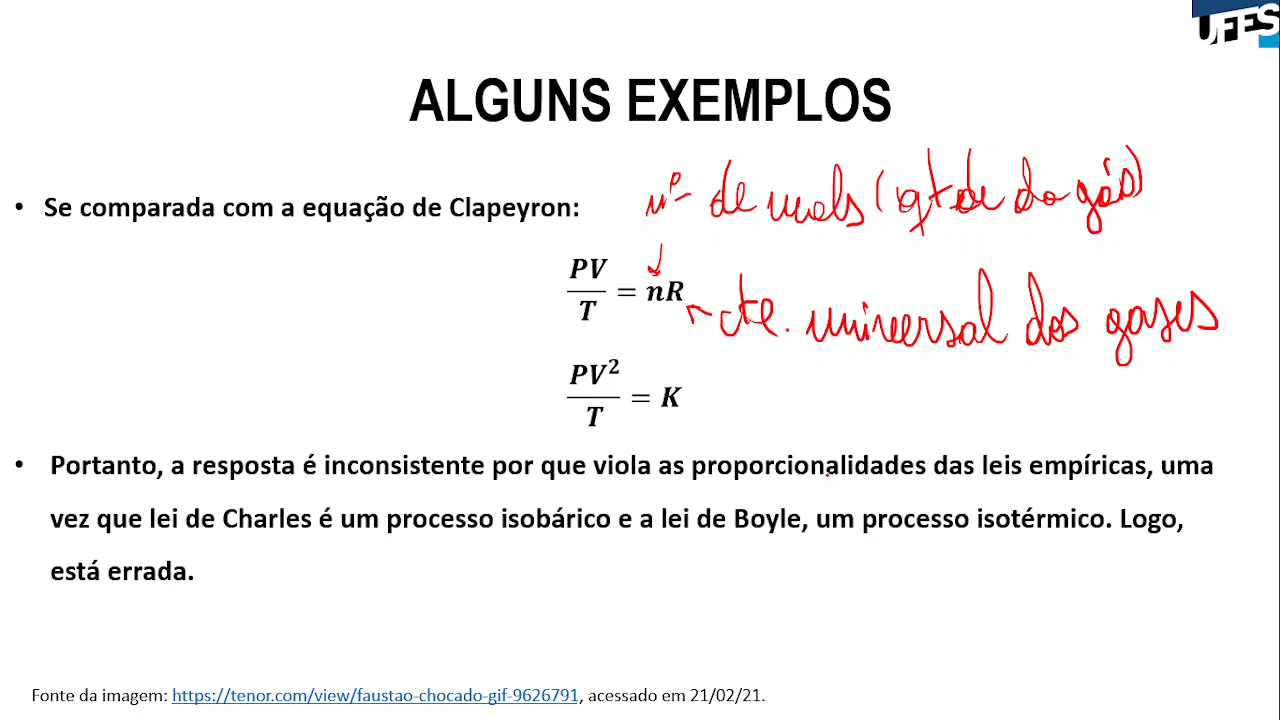 UFES
ALGUNS EXEMPLOS
• Se comparada com a equação de Clapeyron:
nº de mols (qtde do gás)
PV/T = nR
cte. universal dos gases
PV²/T = K
• Portanto, a resposta é inconsistente por que viola as proporcionalidades das leis empíricas, uma
vez que lei de Charles é um processo isobárico e a lei de Boyle, um processo isotérmico. Logo,
está errada.
Fonte da imagem: https://tenor.com/view/faustao-chocado-gif-9626791, acessado em 21/02/21.